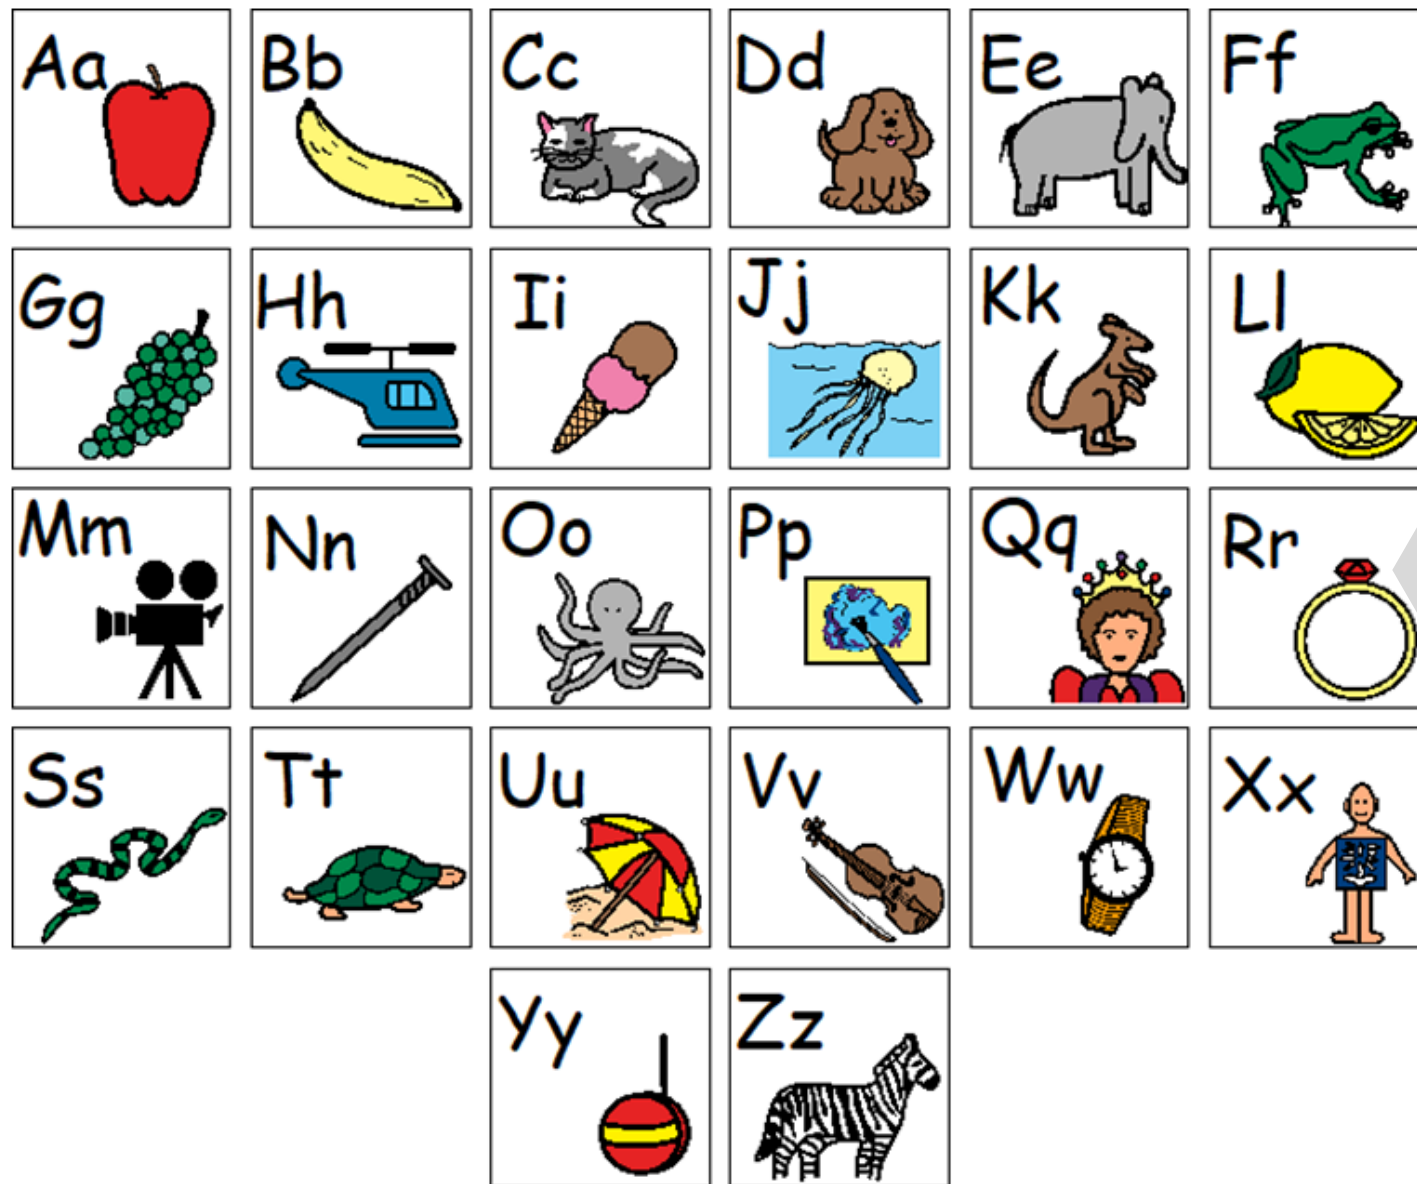 Aa Bb Cc Dd Ee Ff
Gg Hh Ii Jj Kk Ll
Mm Nn Oo Pp Qq Rr
Ss Tt Uu Vv Ww Xx
Yy Zz